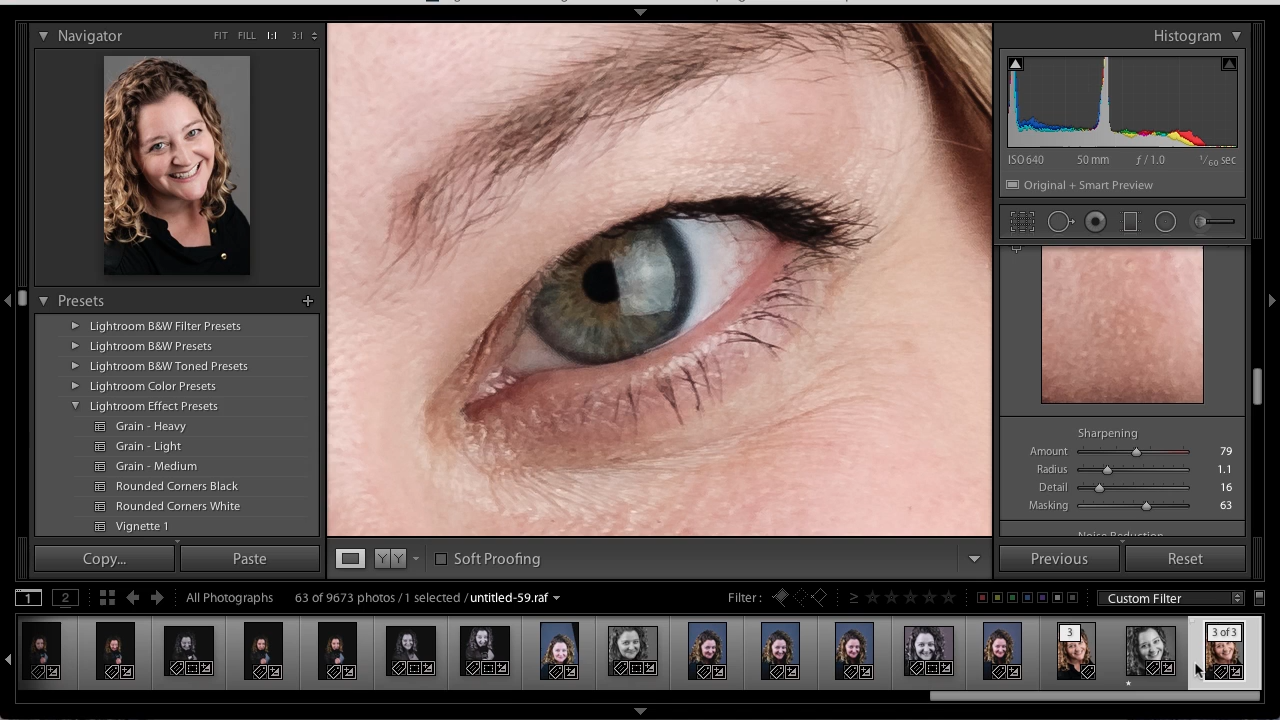 Navigator
FIT FILL 1:1 3:1
Presets +
Lightroom B&W Filter Presets
Lightroom B&W Presets
Lightroom B&W Toned Presets
Lightroom Color Presets
Lightroom Effect Presets
Grain - Heavy
Grain - Light
Grain - Medium
Rounded Corners Black
Rounded Corners White
Vignette 1
Copy...
Paste
Y Y
Soft Proofing
Histogram
ISO 640 50 mm ƒ / 1.0 1/60 sec
Original + Smart Preview
Sharpening
Amount 79
Radius 1.1
Detail 16
Masking 63
Noise Reduction
Previous
Reset
1 2 All Photographs 63 of 9673 photos / 1 selected / untitled-59.raf Filter : ≥ Custom Filter
3
3 of 3